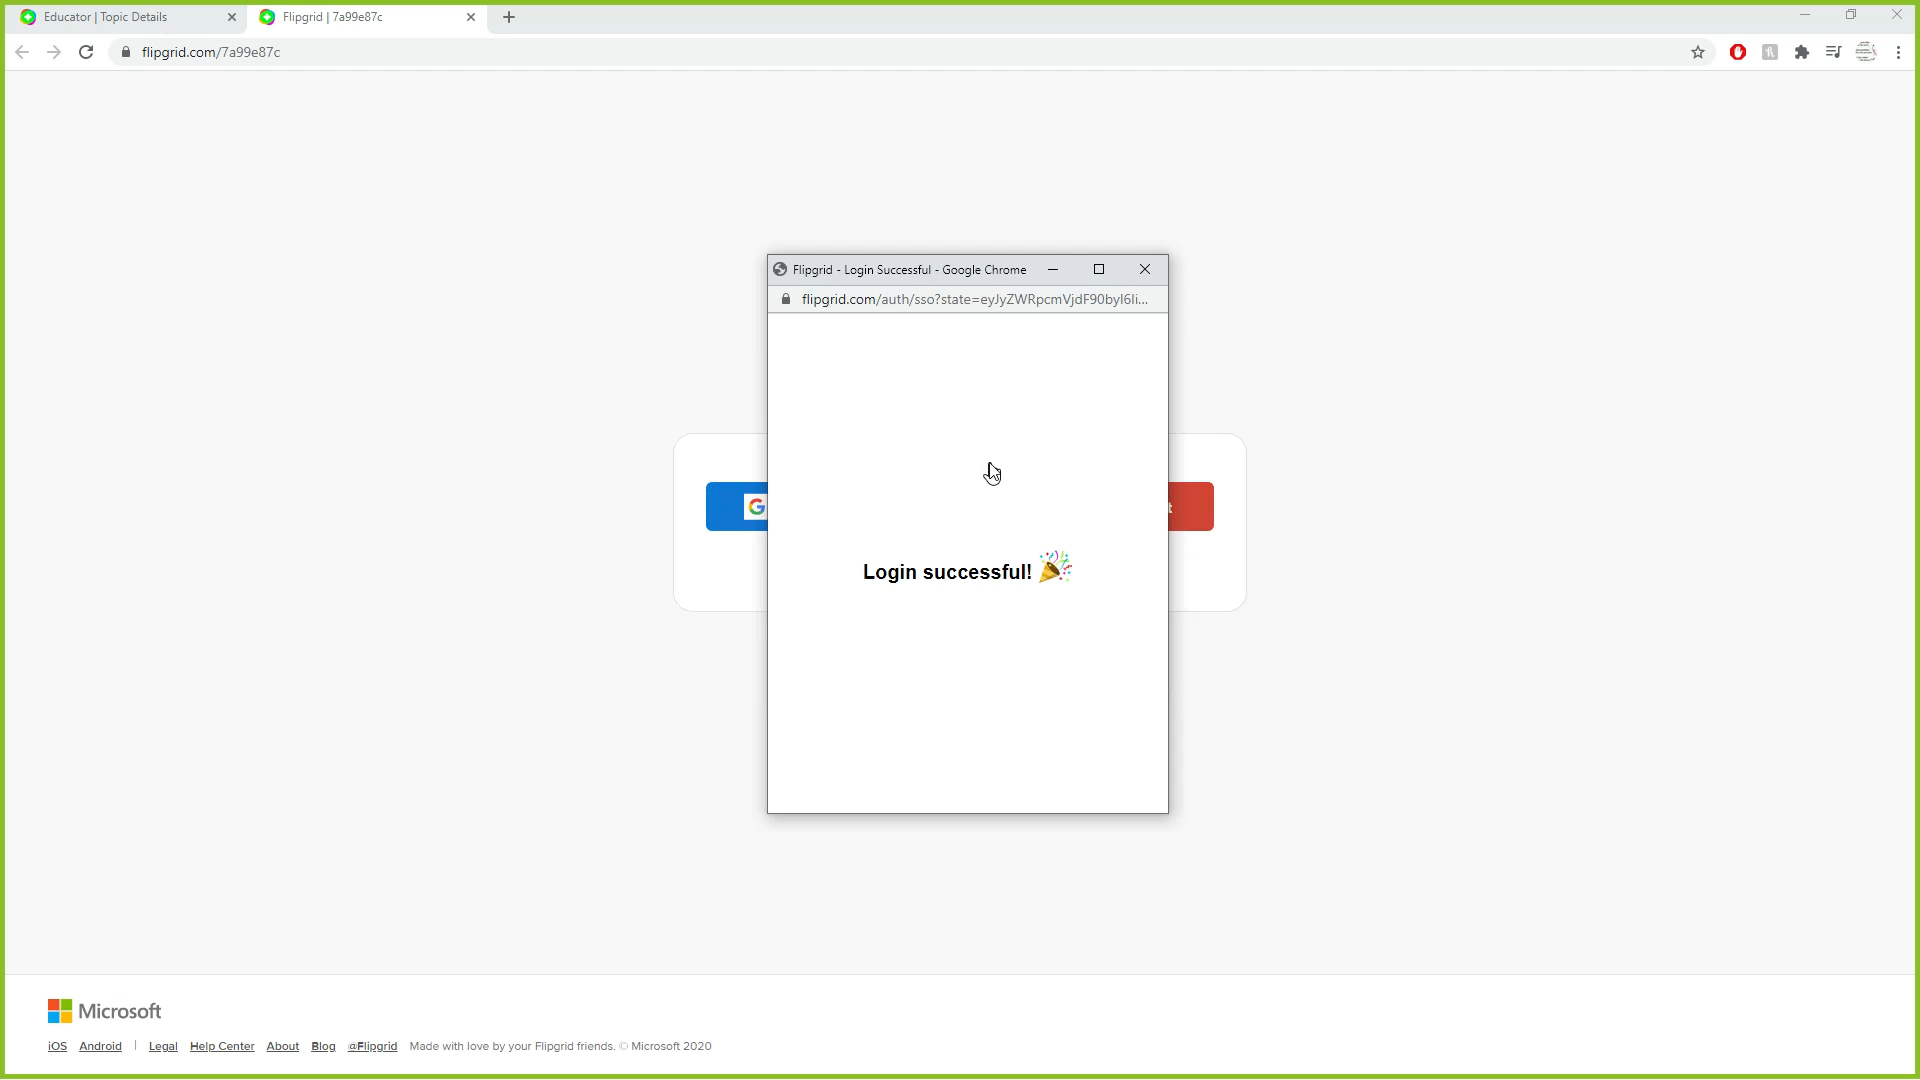 Educator | Topic Details
Flipgrid | 7a99e87c
flipgrid.com/7a99e87c
Flipgrid - Login Successful - Google Chrome
flipgrid.com/auth/sso?state=eyJyZWRpcmVjdF90byI6Ii...
G
t
Login successful! 🎉
Microsoft
iOS Android | Legal Help Center About Blog @Flipgrid Made with love by your Flipgrid friends. © Microsoft 2020